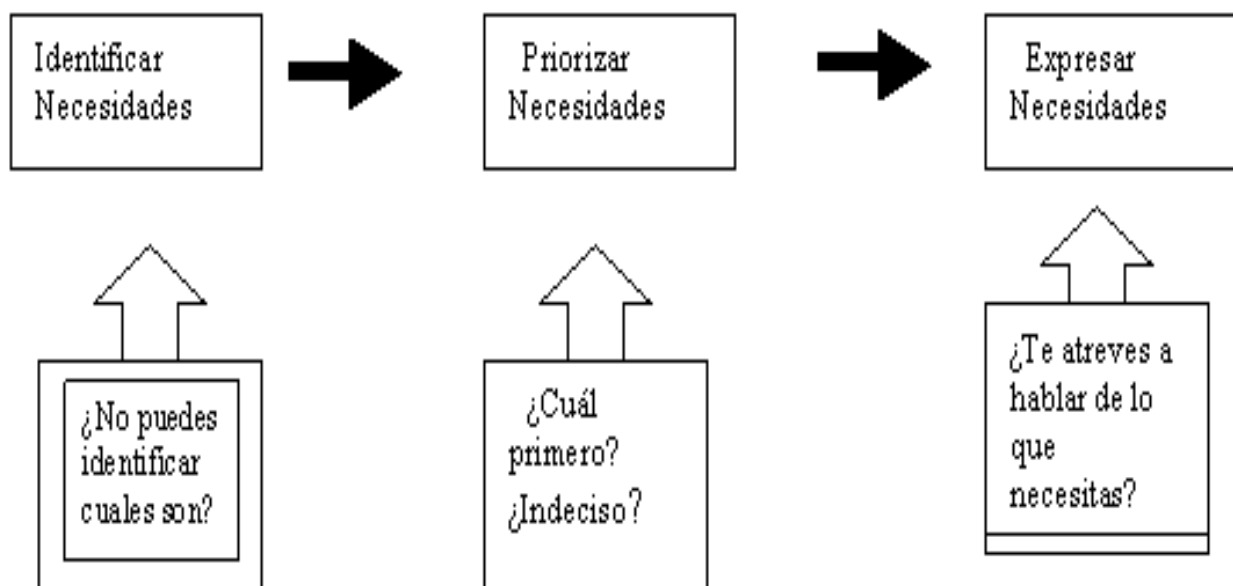 Identificar
Necesidades
Priorizar
Necesidades
Expresar
Necesidades
¿No puedes
identificar
cuales son?
¿Cuál
primero?
¿Indeciso?
¿Te atreves a
hablar de lo
que
necesitas?